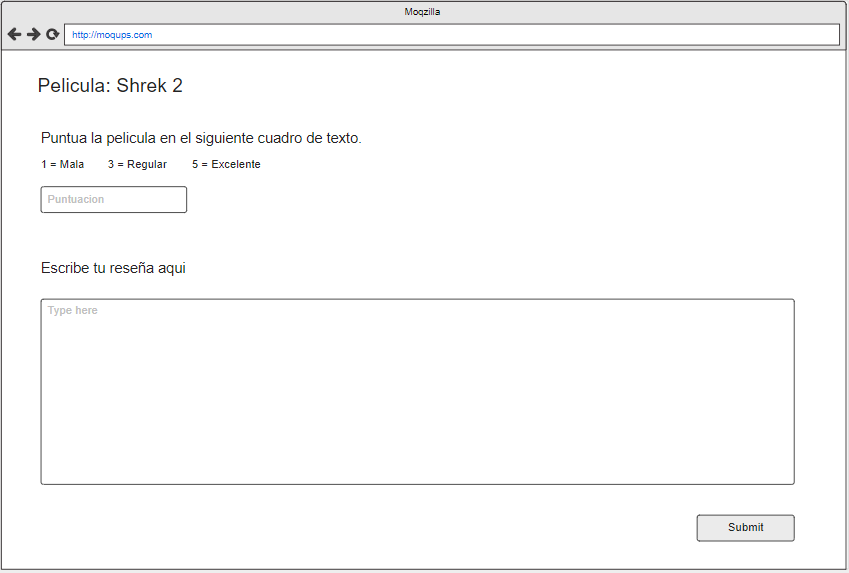 Moqzilla
http://moqups.com
Pelicula: Shrek 2
Puntua la pelicula en el siguiente cuadro de texto.
1 = Mala 3 = Regular 5 = Excelente
Puntuacion
Escribe tu reseña aqui
Type here
Submit